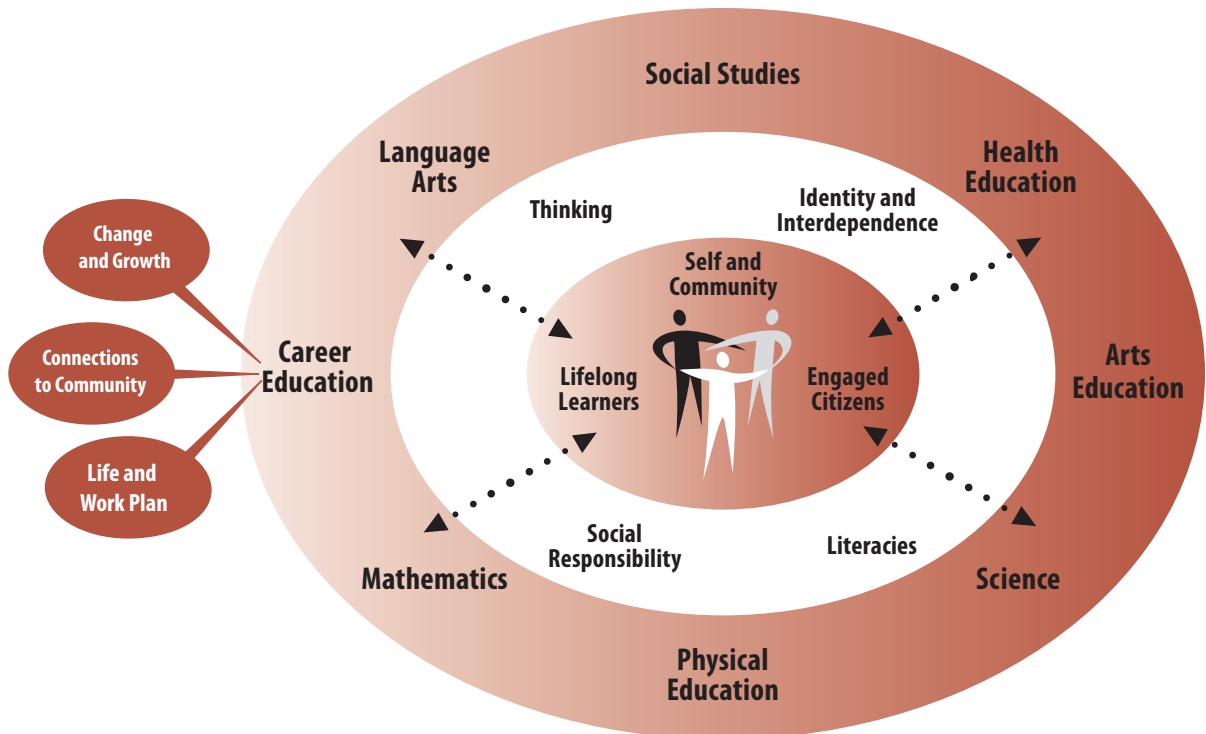 Social Studies
Language
Arts
Health
Education
Thinking
Identity and
Interdependence
Change
and Growth
Self and
Community
Connections
to Community
Career
Education
Lifelong
Learners
Engaged
Citizens
Arts
Education
Life and
Work Plan
Social
Responsibility
Literacies
Mathematics
Science
Physical
Education